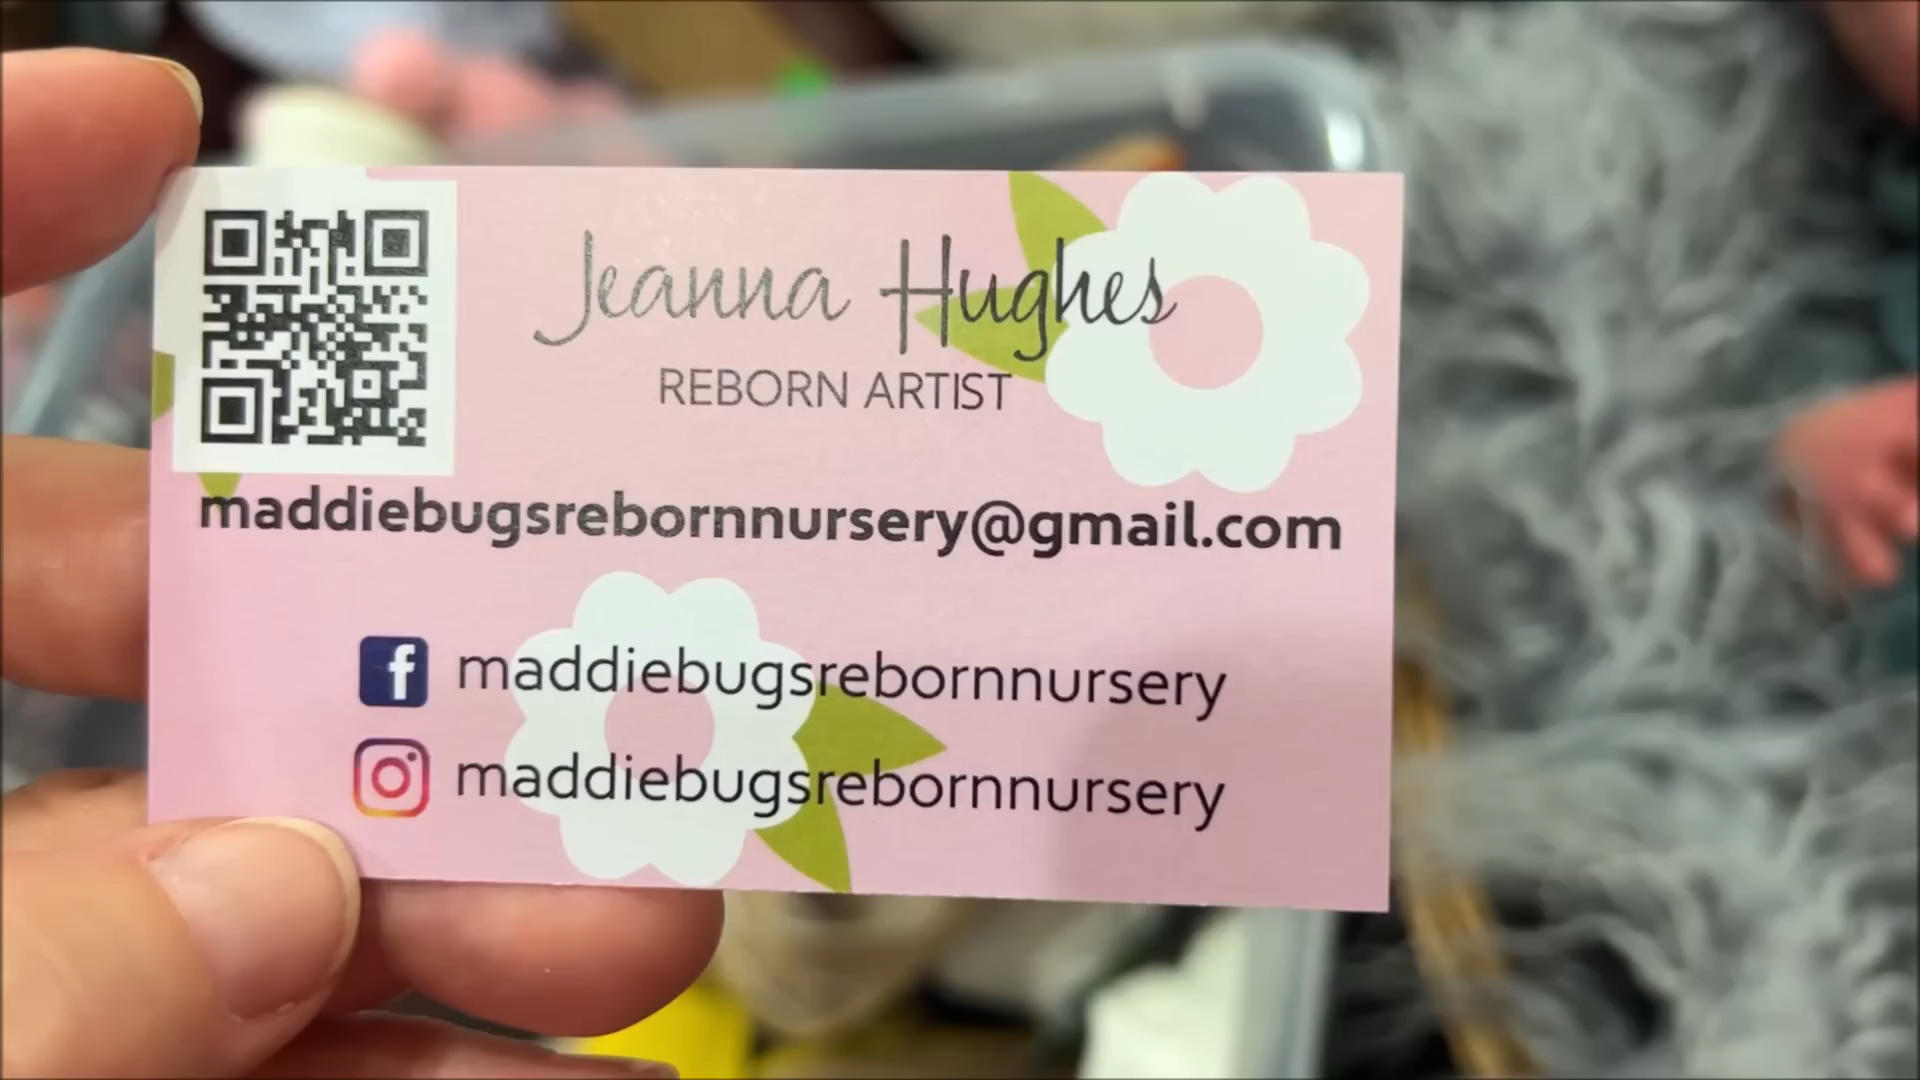 Jeanna Hughes
REBORN ARTIST
maddiebugsrebornnursery@gmail.com
maddiebugsrebornnursery
maddiebugsrebornnursery